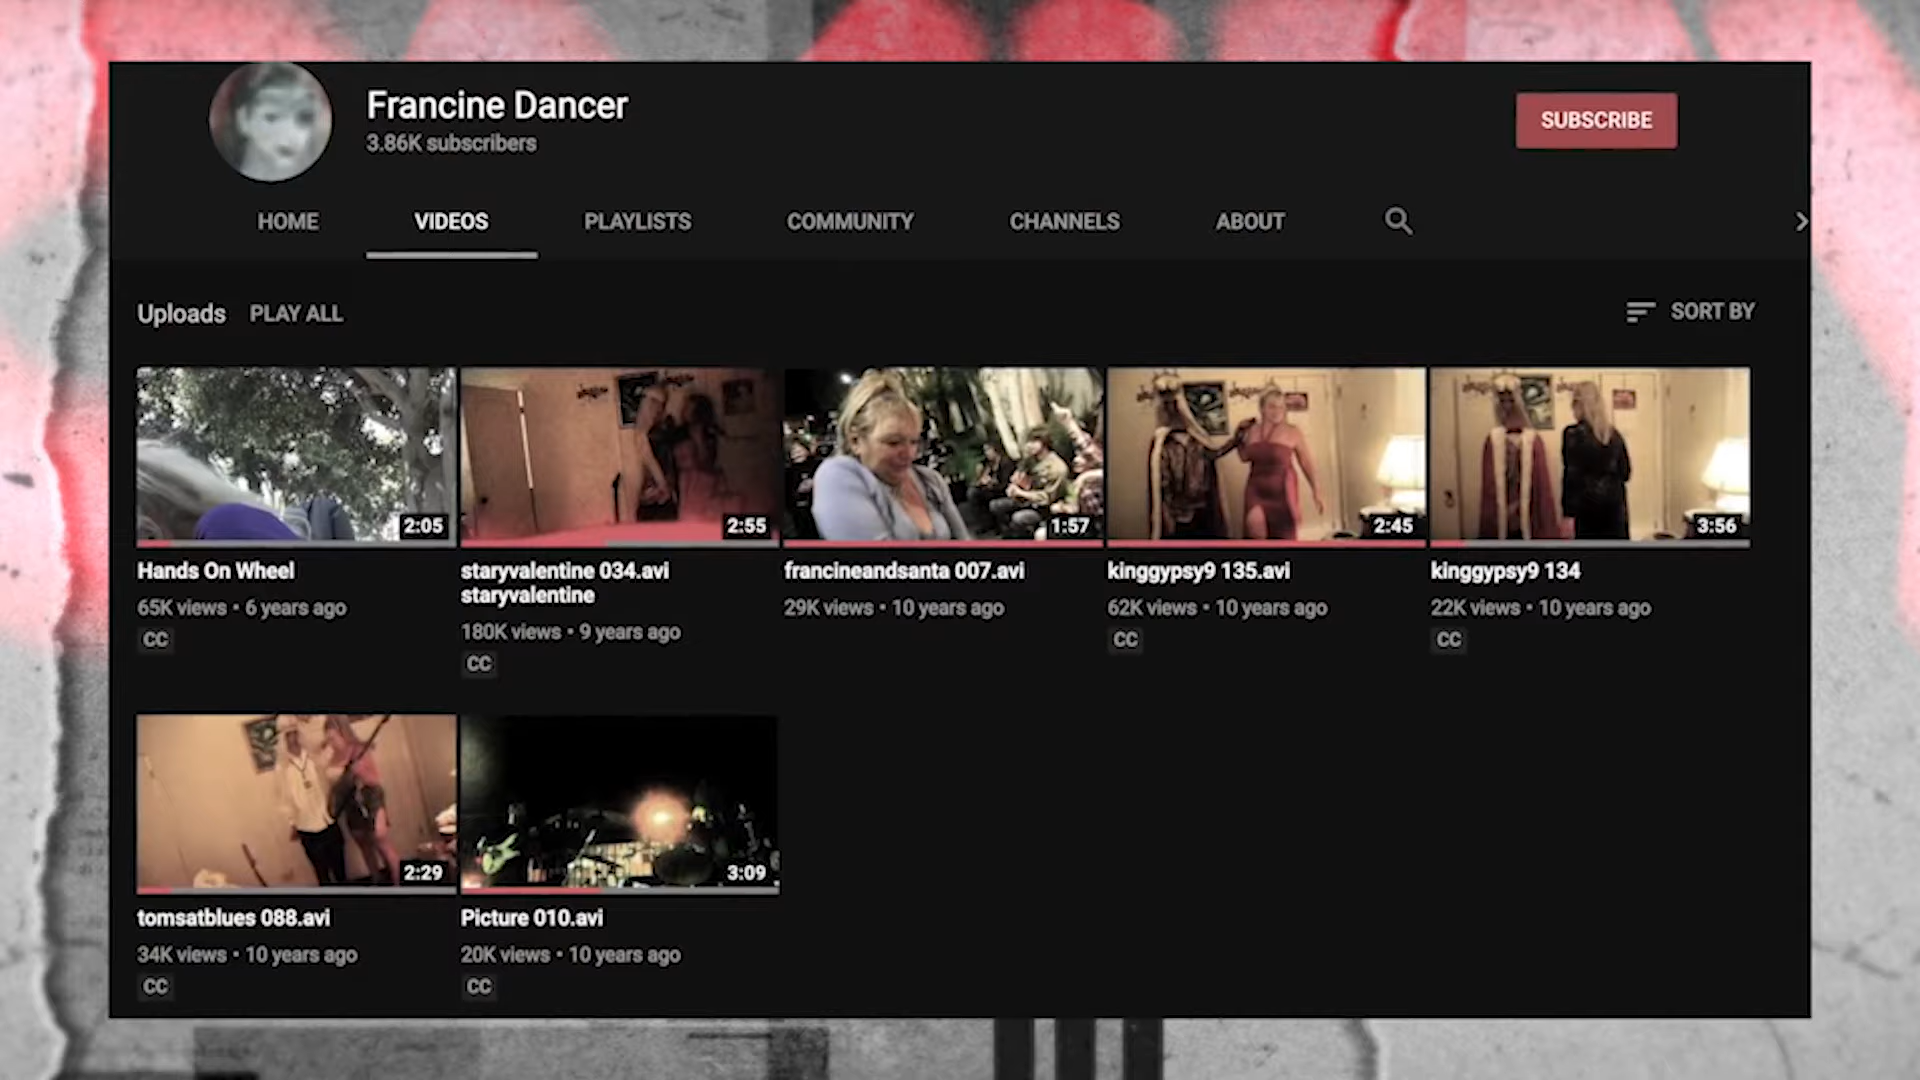 Francine Dancer
3.86K subscribers
SUBSCRIBE
HOME VIDEOS PLAYLISTS COMMUNITY CHANNELS ABOUT
Uploads PLAY ALL
SORT BY
2:05
2:55
1:57
2:45
3:56
Hands On Wheel
65K views • 6 years ago
CC
staryvalentine 034.avi
staryvalentine
180K views • 9 years ago
CC
francineandsanta 007.avi
29K views • 10 years ago
kinggypsy9 135.avi
62K views • 10 years ago
CC
kinggypsy9 134
22K views • 10 years ago
CC
2:29
3:09
tomsatblues 088.avi
34K views • 10 years ago
CC
Picture 010.avi
20K views • 10 years ago
CC